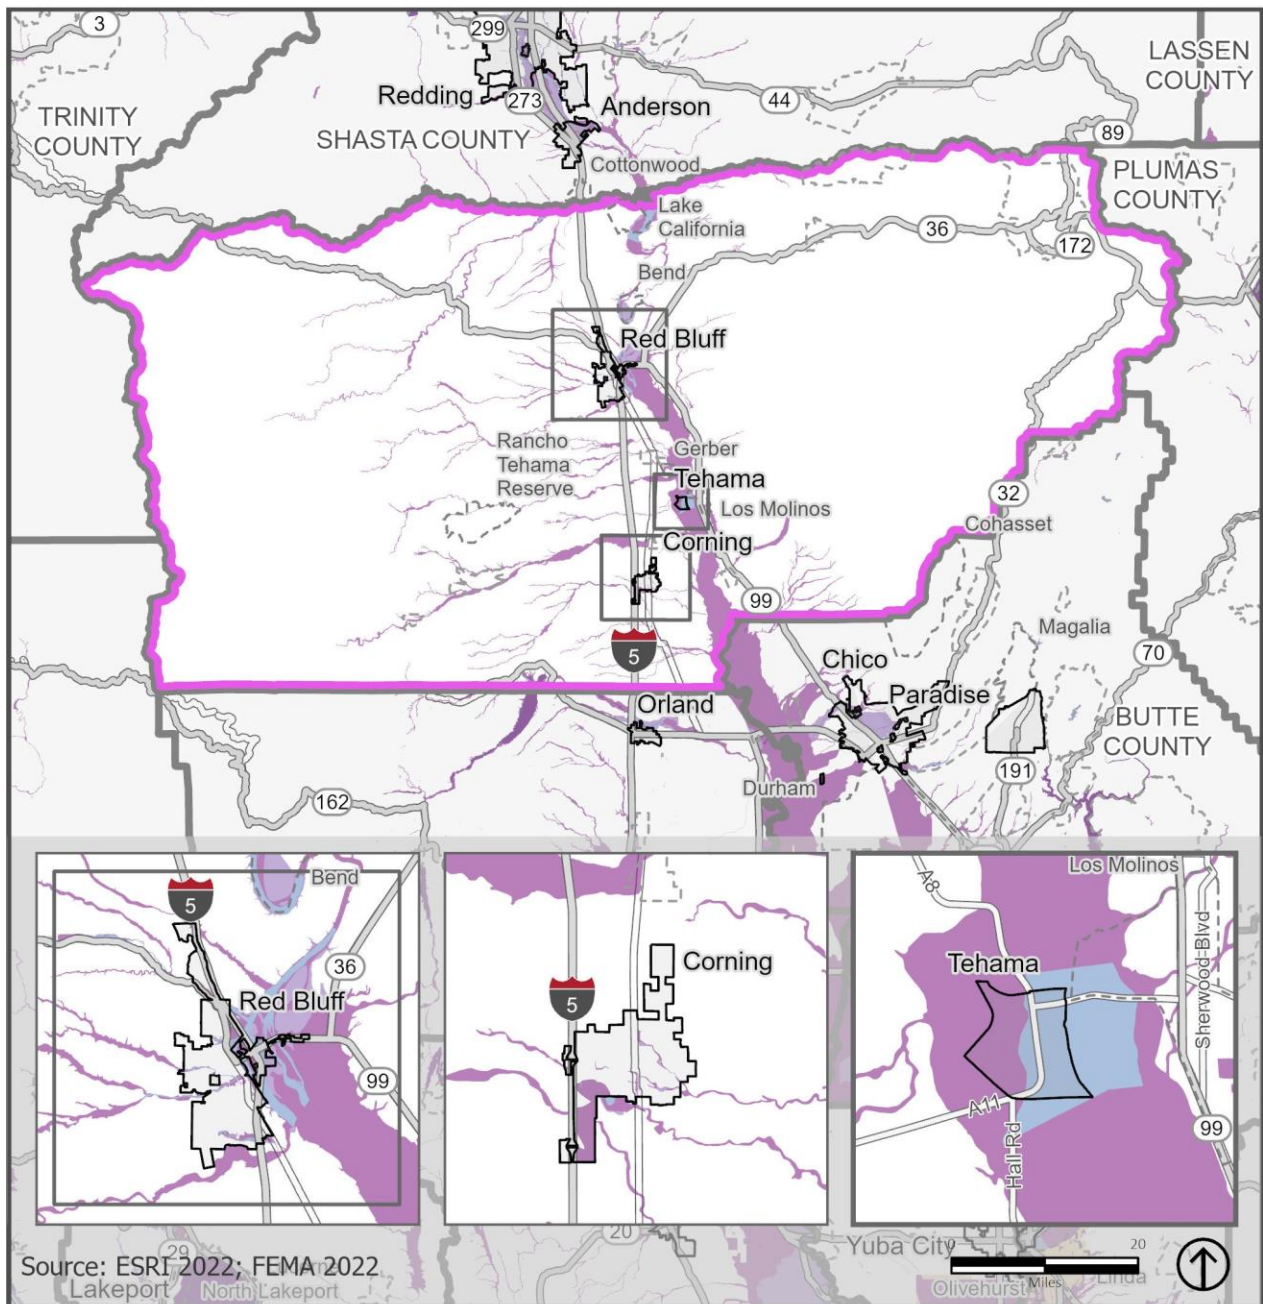 3
299
LASSEN
COUNTY
Redding
273
Anderson
44
TRINITY
COUNTY
SHASTA COUNTY
89
Cottonwood
PLUMAS
COUNTY
Lake
California
36
172
Bend
Red Bluff
Rancho
Tehama
Reserve
Gerber
Tehama
Los Molinos
32
Cohasset
Corning
99
5
Magalia
70
Chico
Paradise
Orland
BUTTE
COUNTY
191
Durham
162
Bend
5
36
Red Bluff
99
Corning
5
Los Molinos
A8
Tehama
Sherwood Blvd
A11
Hall Rd
99
20
Yuba City
0 20
Miles
29
Source: ESRI 2022; FEMA 2022
Lakeport
North Lakeport
Olivehurst
Linda